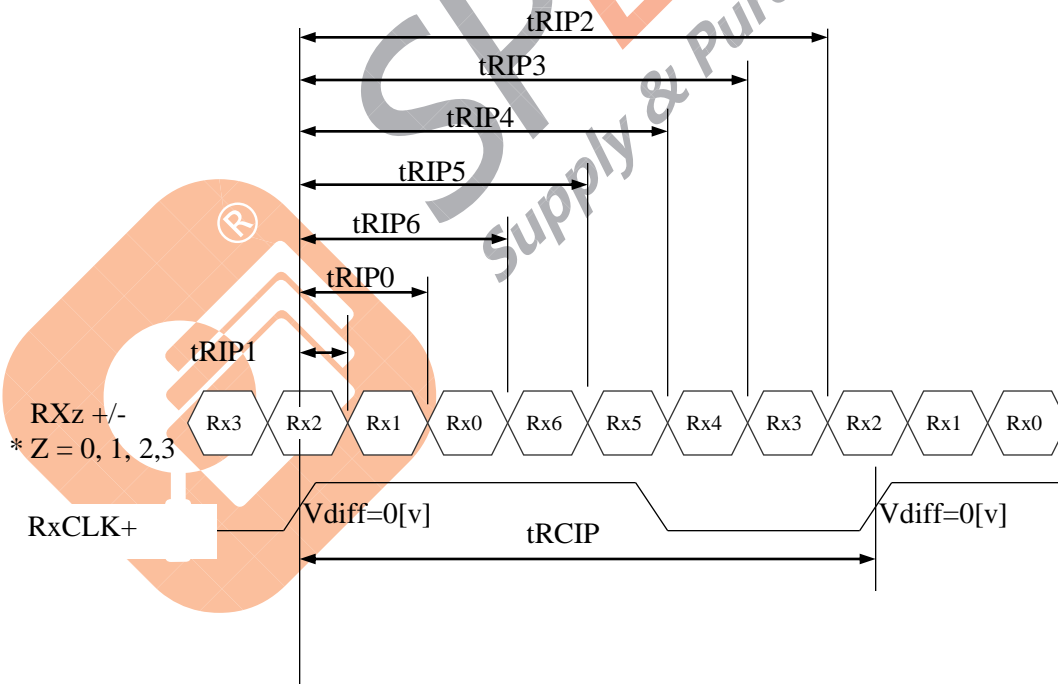 tRIP2
tRIP3
tRIP4
tRIP5
tRIP6
tRIP0
tRIP1
RXz +/-
* Z = 0, 1, 2,3
Rx3 Rx2 Rx1 Rx0 Rx6 Rx5 Rx4 Rx3 Rx2 Rx1 Rx0
RxCLK+
Vdiff=0[v] Vdiff=0[v]
tRCIP
Supply &
®